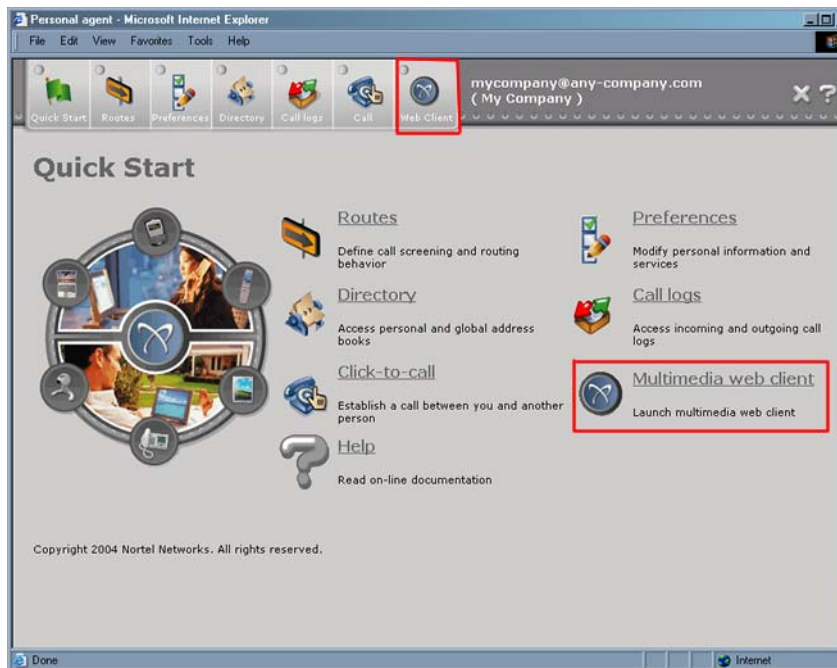 Personal agent - Microsoft Internet Explorer
File Edit View Favorites Tools Help
Quick Start Routes Preferences Directory Call logs Call Web Client
mycompany@any-company.com
( My Company )
Quick Start
Routes
Define call screening and routing
behavior
Preferences
Modify personal information and
services
Directory
Access personal and global address
books
Call logs
Access incoming and outgoing call
logs
Click-to-call
Establish a call between you and another
person
Multimedia web client
Launch multimedia web client
Help
Read on-line documentation
Copyright 2004 Nortel Networks. All rights reserved.
Done
Internet